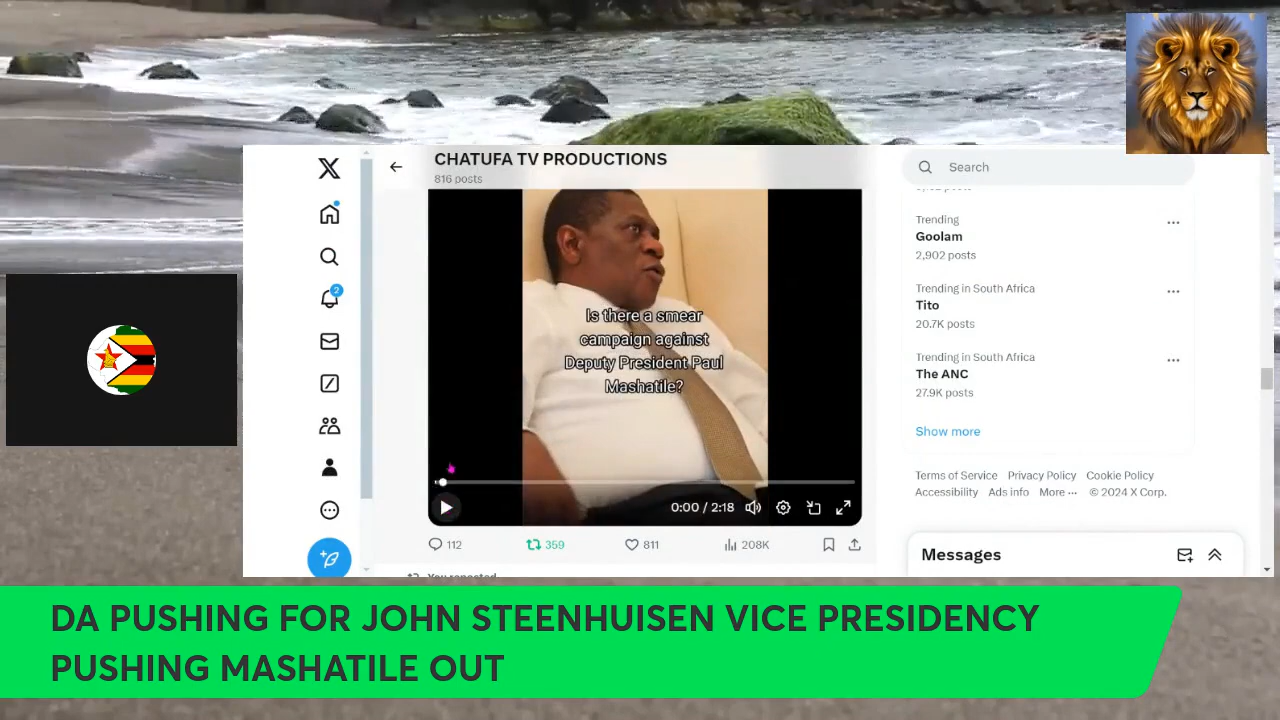 CHATUFA TV PRODUCTIONS
816 posts
Search
Trending
Goolam
2,902 posts
Trending in South Africa
Tito
20.7K posts
Trending in South Africa
The ANC
27.9K posts
Show more
Terms of Service Privacy Policy Cookie Policy
Accessibility Ads info More ··· © 2024 X Corp.
Messages
2
Is there a smear
campaign against
Deputy President Paul
Mashatile?
0:00 / 2:18
112 359 811 208K
You reposted
DA PUSHING FOR JOHN STEENHUISEN VICE PRESIDENCY
PUSHING MASHATILE OUT